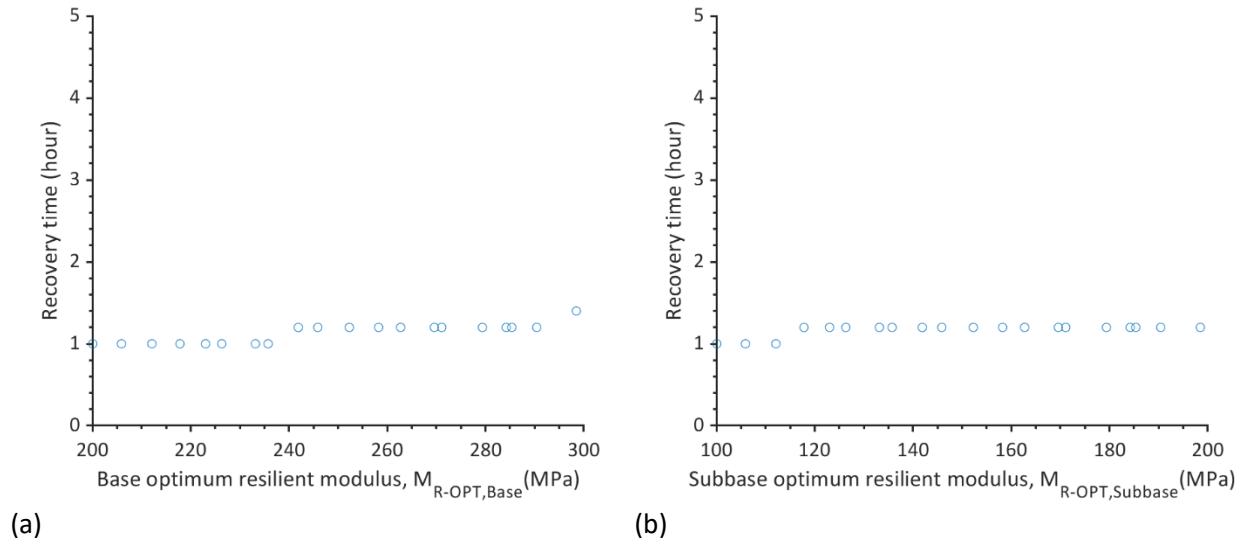 5
4
3
2
1
0
Recovery time (hour)
200 220 240 260 280 300
Base optimum resilient modulus, M_R-OPT,Base (MPa)
(a)
5
4
3
2
1
0
Recovery time (hour)
100 120 140 160 180 200
Subbase optimum resilient modulus, M_R-OPT,Subbase (MPa)
(b)